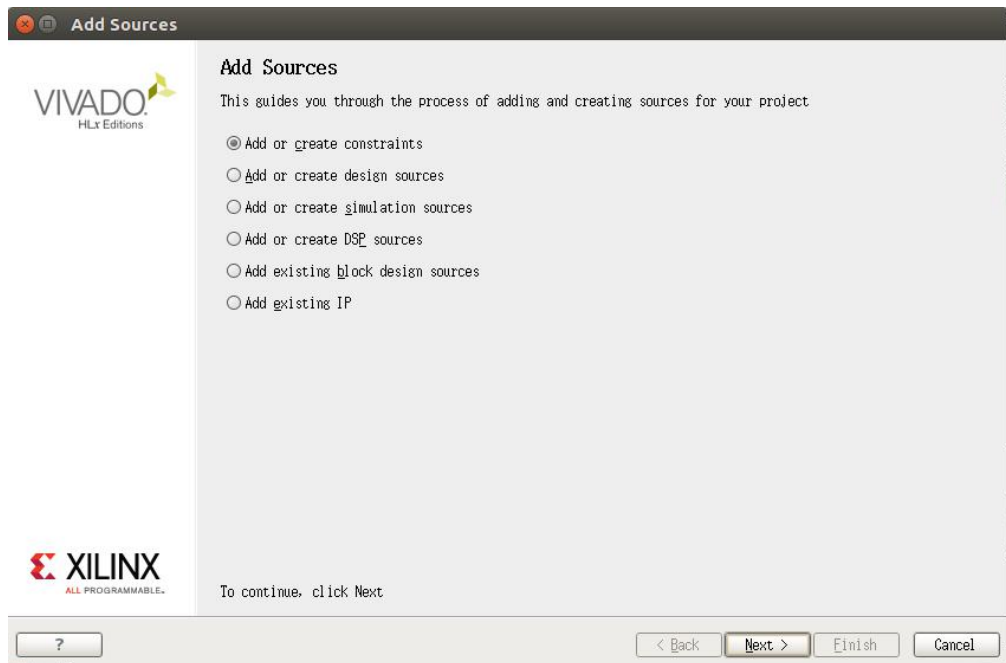 Add Sources
VIVADO.
HLx Editions
Add Sources
This guides you through the process of adding and creating sources for your project
Add or create constraints
Add or create design sources
Add or create simulation sources
Add or create DSP sources
Add existing block design sources
Add existing IP
XILINX
ALL PROGRAMMABLE.
To continue, click Next
?
< Back
Next >
Finish
Cancel